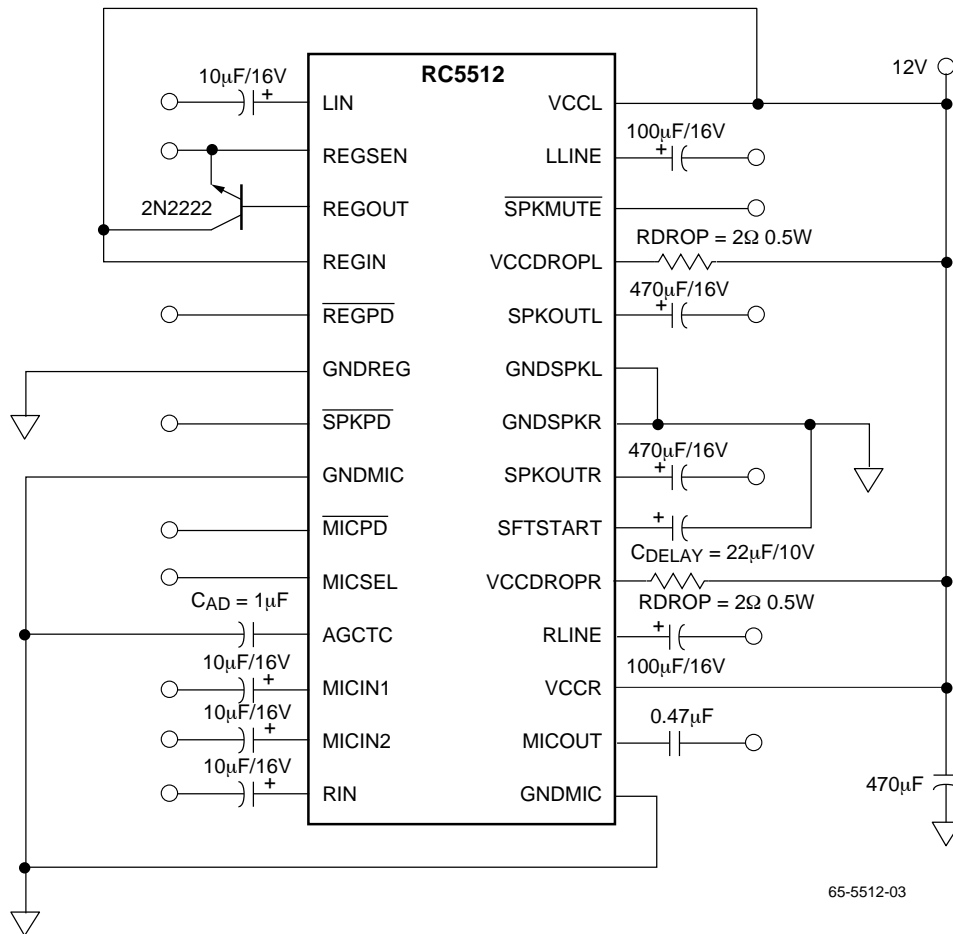 RC5512
12V
10μF/16V
+
LIN
VCCL
100μF/16V
+
REGSEN
LLINE
2N2222
REGOUT
SPKMUTE
RDROP = 2Ω 0.5W
REGIN
VCCDROPL
470μF/16V
+
REGPD
SPKOUTL
GNDREG
GNDSPKL
SPKPD
GNDSPKR
470μF/16V
+
GNDMIC
SPKOUTR
MICPD
SFTSTART
+
CDELAY = 22μF/10V
MICSEL
VCCDROPR
CAD = 1μF
RDROP = 2Ω 0.5W
AGCTC
RLINE
+
10μF/16V
+
100μF/16V
MICIN1
VCCR
10μF/16V
+
0.47μF
MICIN2
MICOUT
10μF/16V
+
470μF
RIN
GNDMIC
65-5512-03